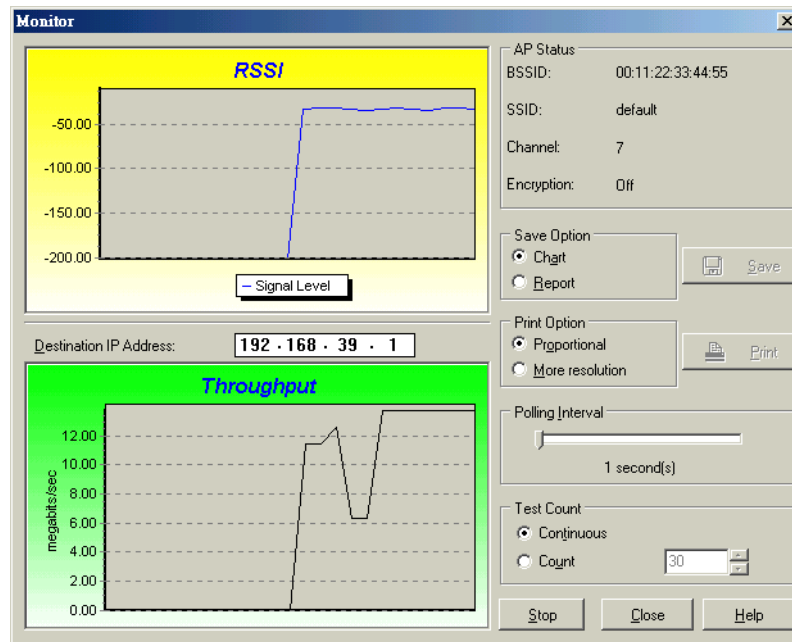 Monitor
RSSI
-50.00
-100.00
-150.00
-200.00
Signal Level
Destination IP Address:
192 . 168 . 39 . 1
Throughput
megabits/sec
12.00
10.00
8.00
6.00
4.00
2.00
0.00
AP Status
BSSID: 00:11:22:33:44:55
SSID: default
Channel: 7
Encryption: Off
Save Option
Chart
Report
Save
Print Option
Proportional
More resolution
Print
Polling Interval
1 second(s)
Test Count
Continuous
Count 30
Stop Close Help